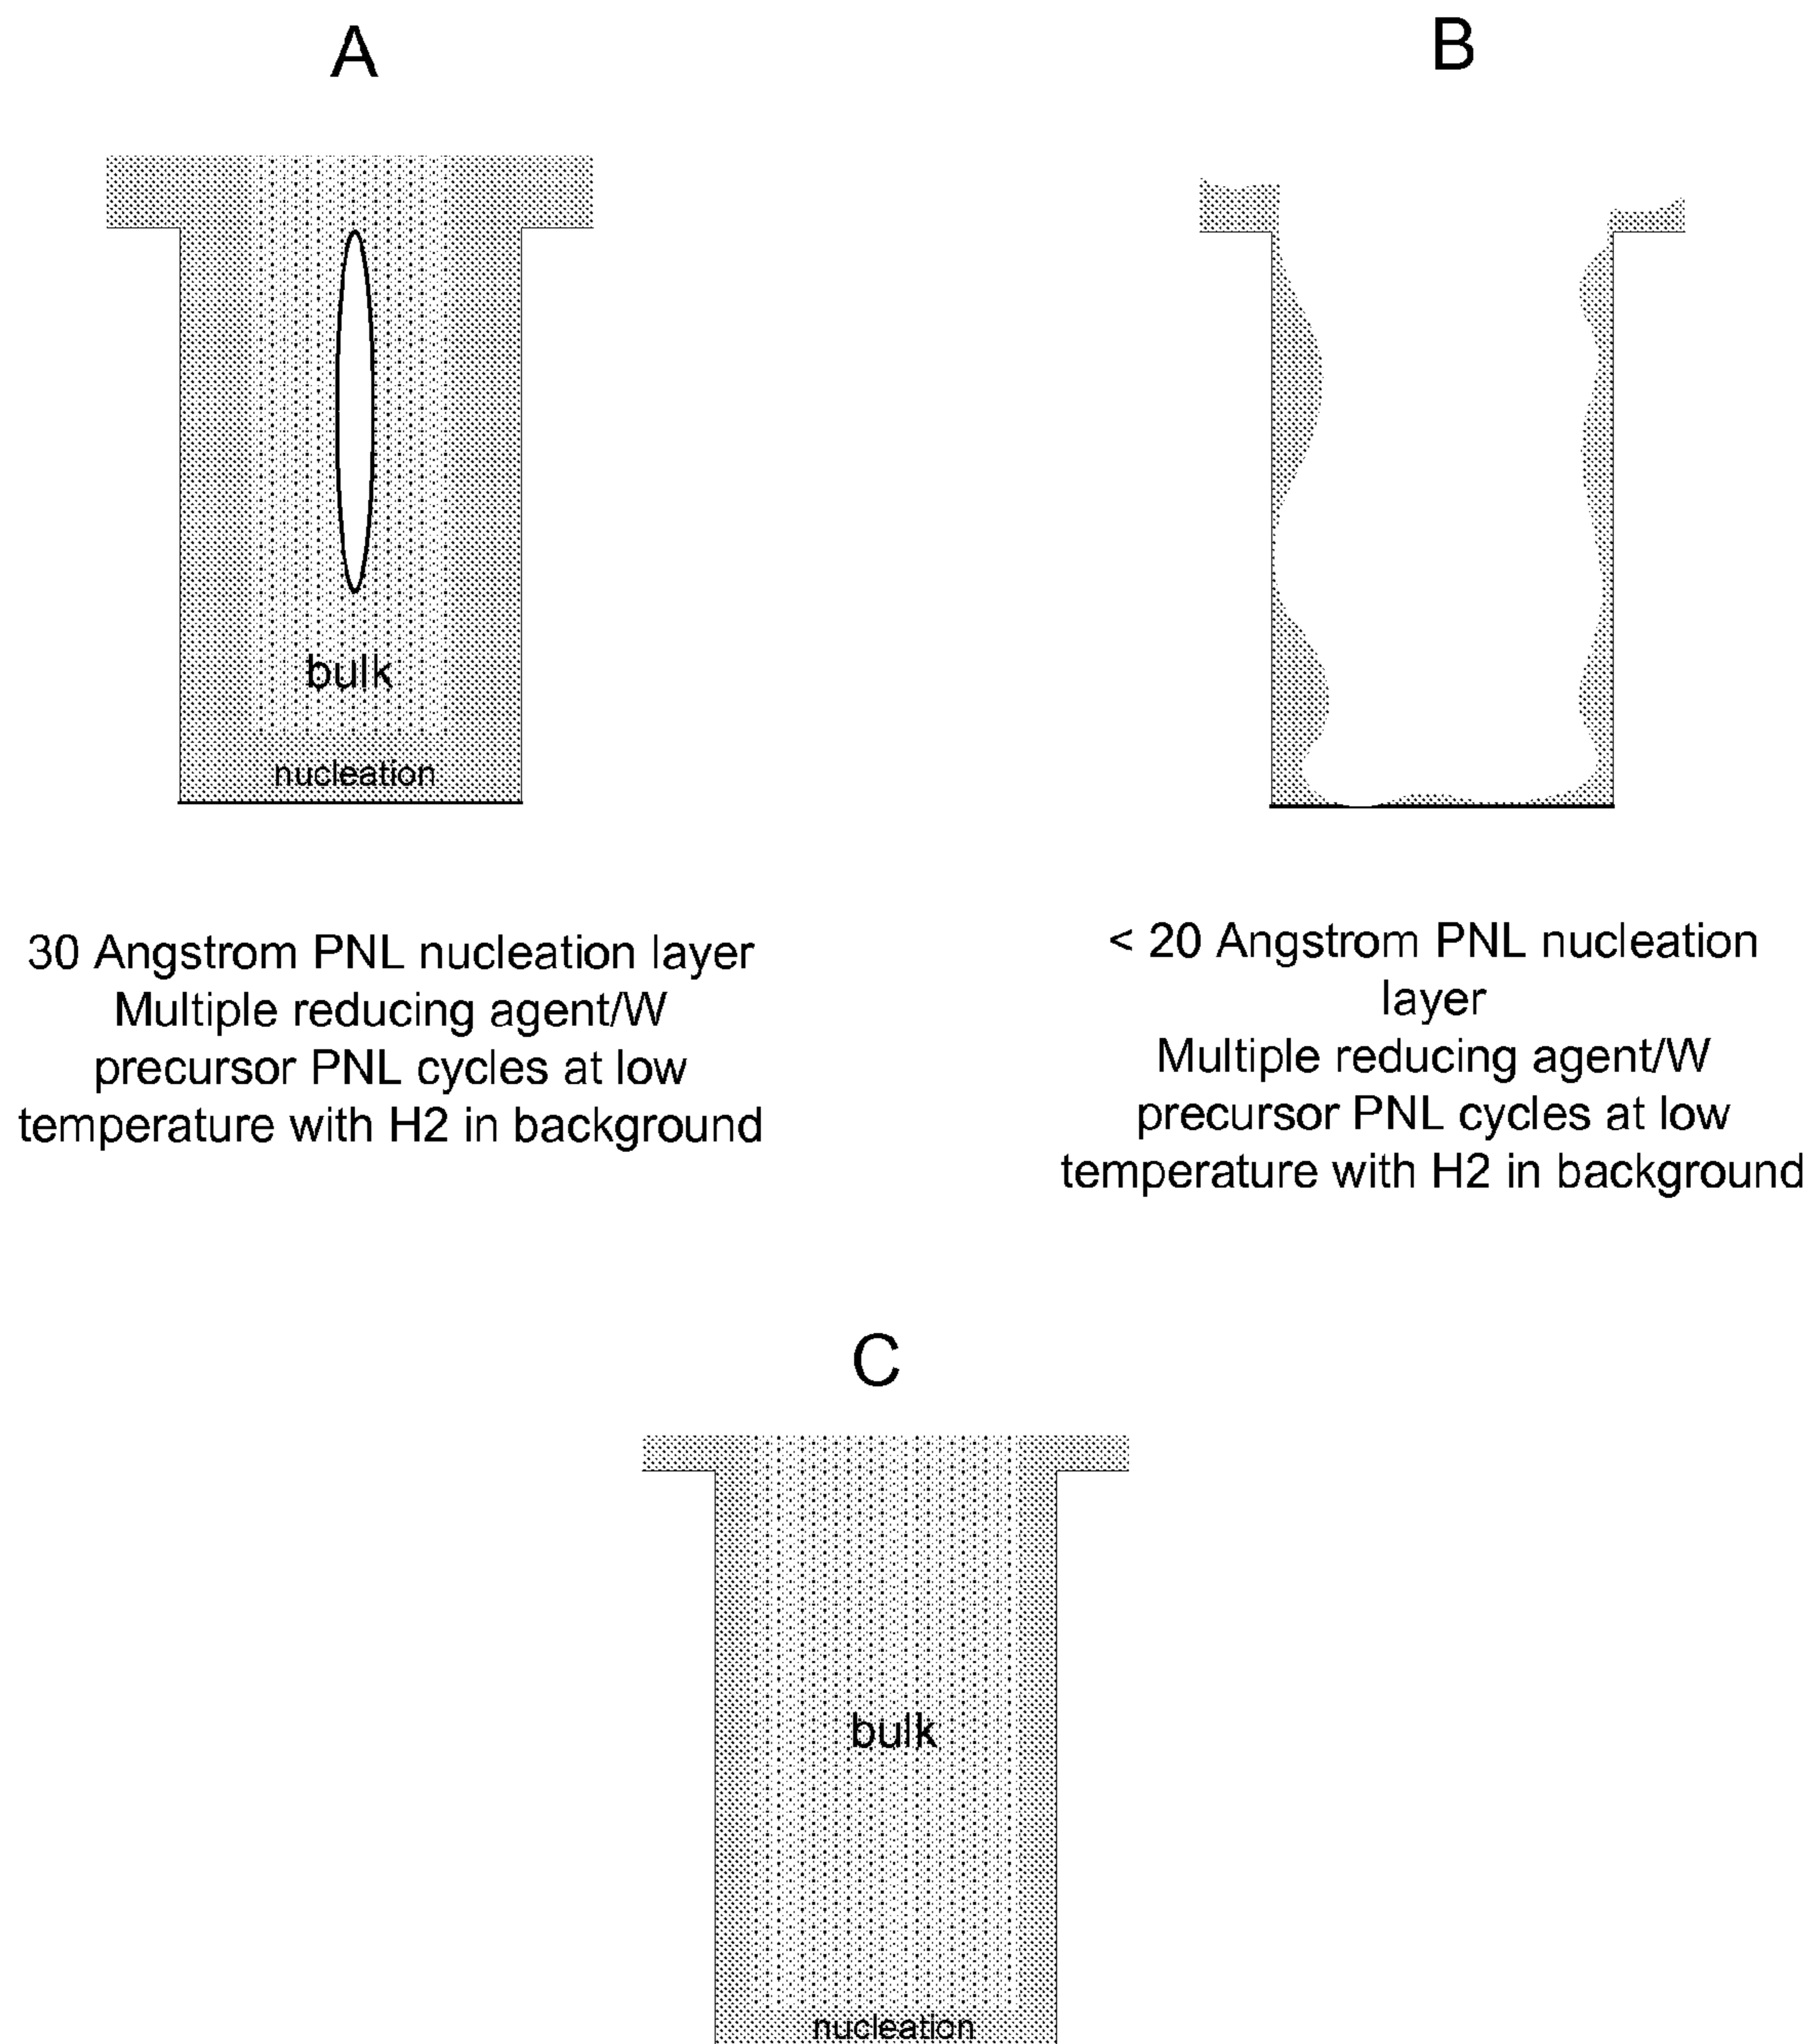 A
B
bulk
nucleation
30 Angstrom PNL nucleation layer
Multiple reducing agent/W
precursor PNL cycles at low
temperature with H2 in background
< 20 Angstrom PNL nucleation
layer
Multiple reducing agent/W
precursor PNL cycles at low
temperature with H2 in background
C
bulk
nucleation